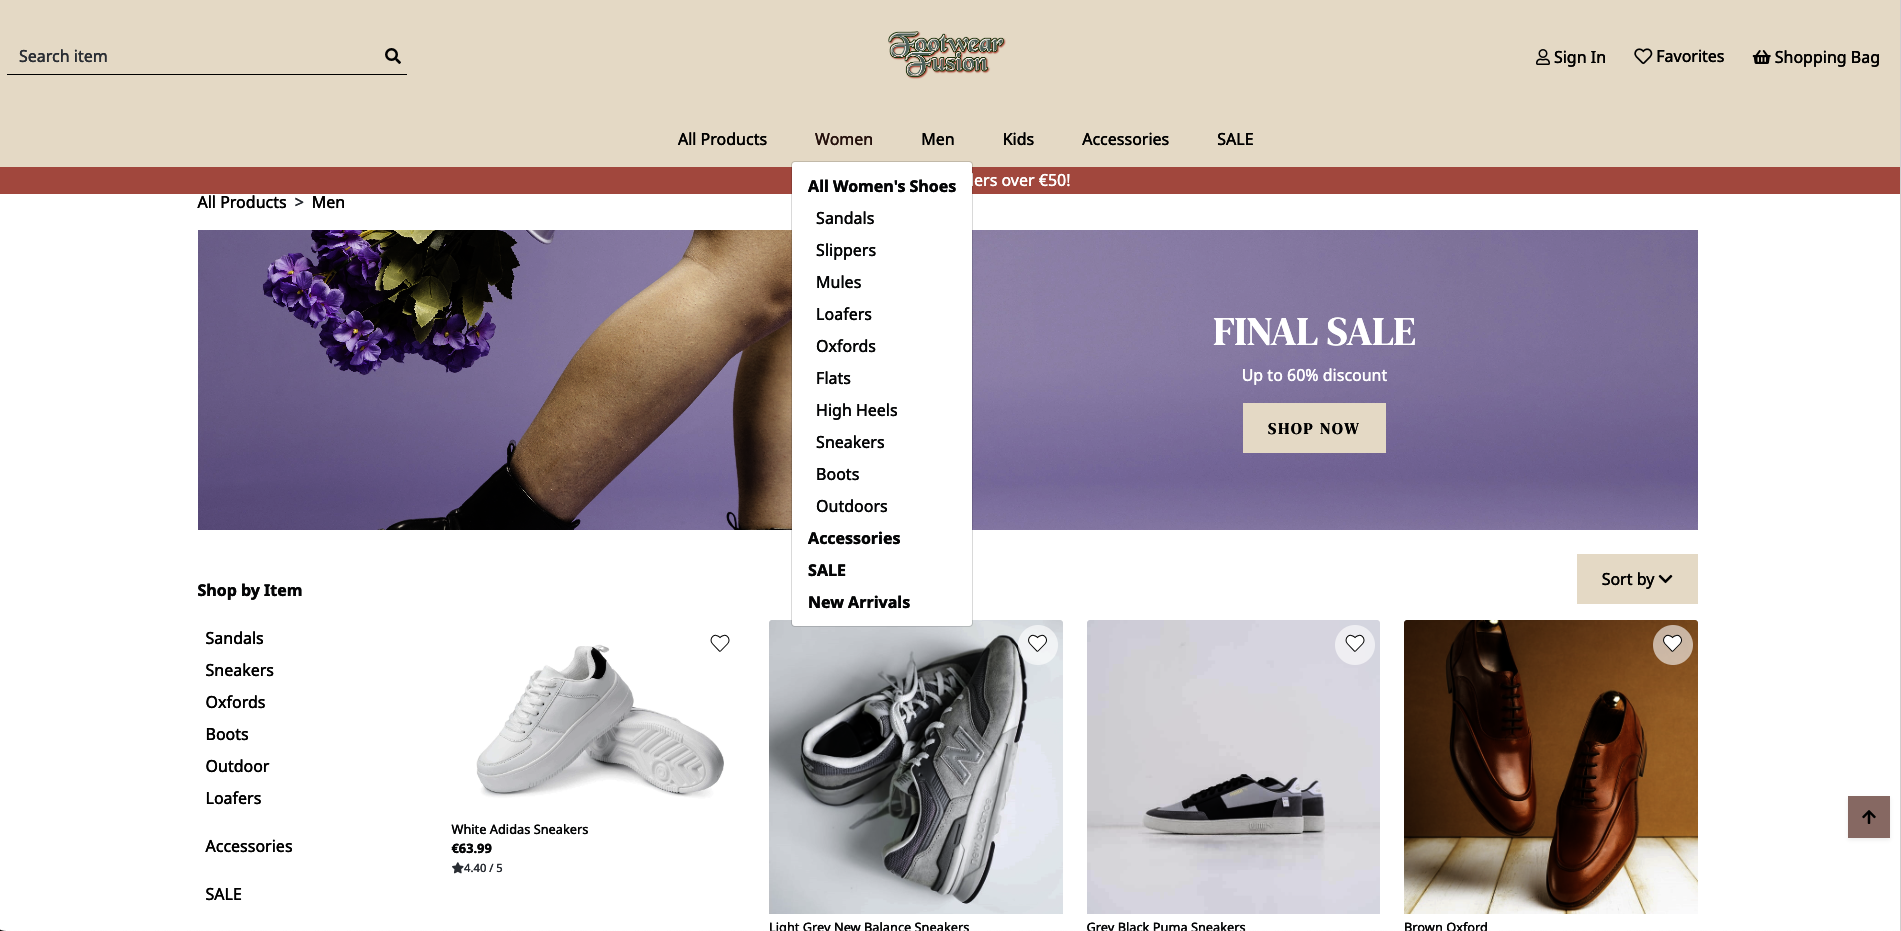 Search item
Footwear
Fusion
Sign In
Favorites
Shopping Bag
All Products
Women
Men
Kids
Accessories
SALE
over €50!
All Products > Men
All Women's Shoes
Sandals
Slippers
Mules
Loafers
Oxfords
Flats
High Heels
Sneakers
Boots
Outdoors
Accessories
SALE
New Arrivals
FINAL SALE
Up to 60% discount
SHOP NOW
Sort by
Shop by Item
Sandals
Sneakers
Oxfords
Boots
Outdoor
Loafers
Accessories
SALE
White Adidas Sneakers
€63.99
4.40 / 5
N
new balance
Light Grey New Balance Sneakers
Grey Black Puma Sneakers
Brown Oxford